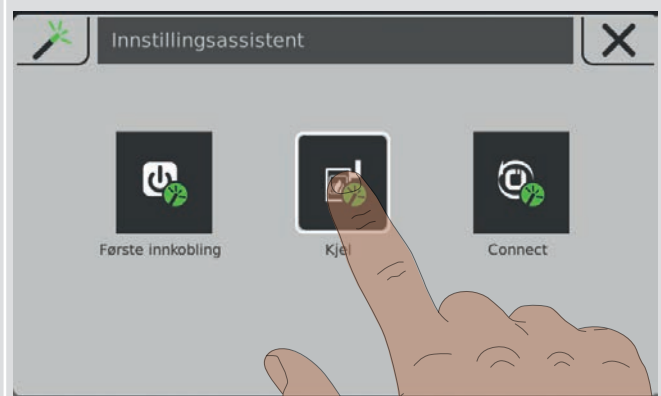 Innstillingsassistent
Første innkobling
Kjel
Connect